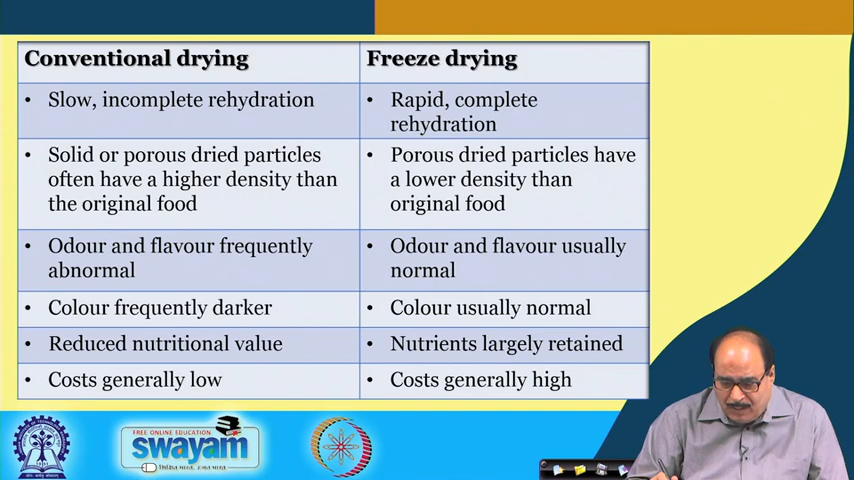 Conventional drying
Freeze drying
• Slow, incomplete rehydration
• Rapid, complete
rehydration
• Solid or porous dried particles
often have a higher density than
the original food
• Porous dried particles have
a lower density than
original food
• Odour and flavour frequently
abnormal
• Odour and flavour usually
normal
• Colour frequently darker
• Colour usually normal
• Reduced nutritional value
• Nutrients largely retained
• Costs generally low
• Costs generally high
FREE ONLINE EDUCATION
swayam